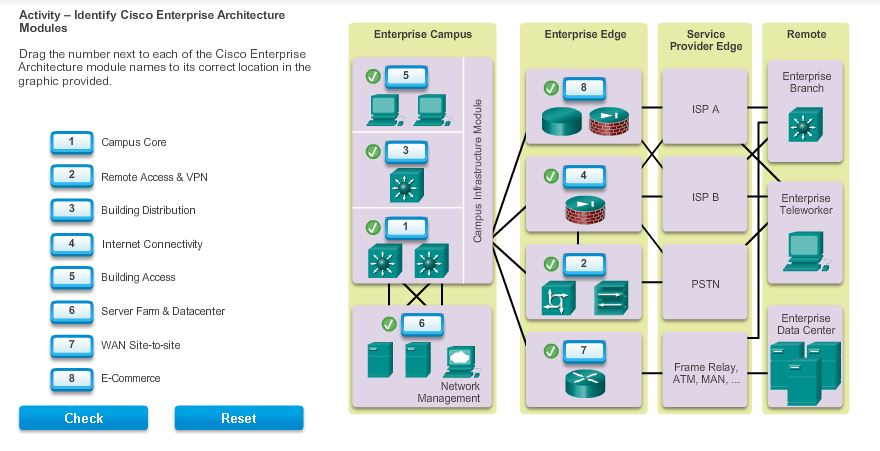 Activity – Identify Cisco Enterprise Architecture
Modules
Drag the number next to each of the Cisco Enterprise
Architecture module names to its correct location in the
graphic provided.
1 Campus Core
2 Remote Access & VPN
3 Building Distribution
4 Internet Connectivity
5 Building Access
6 Server Farm & Datacenter
7 WAN Site-to-site
8 E-Commerce
Check
Reset
Enterprise Campus
5
3
1
Campus Infrastructure Module
6
Network
Management
Enterprise Edge
8
4
2
7
Service
Provider Edge
ISP A
ISP B
PSTN
Frame Relay,
ATM, MAN, ...
Remote
Enterprise
Branch
Enterprise
Teleworker
Enterprise
Data Center